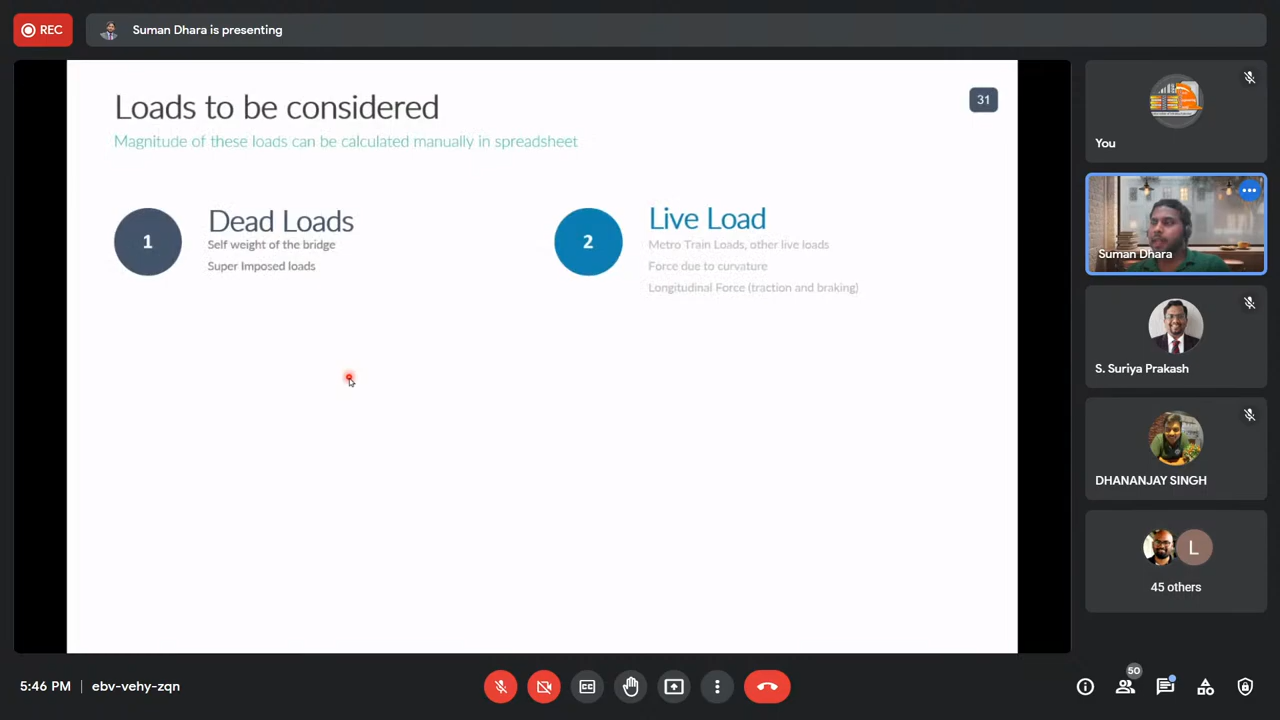 REC
Suman Dhara is presenting
Loads to be considered
31
Magnitude of these loads can be calculated manually in spreadsheet
1
Dead Loads
Self weight of the bridge
Super Imposed loads
2
Live Load
Metro Train Loads, other live loads
Force due to curvature
Longitudinal Force (traction and braking)
You
Suman Dhara
S. Suriya Prakash
DHANANJAY SINGH
L
45 others
5:46 PM
ebv-vehy-zqn
CC
50